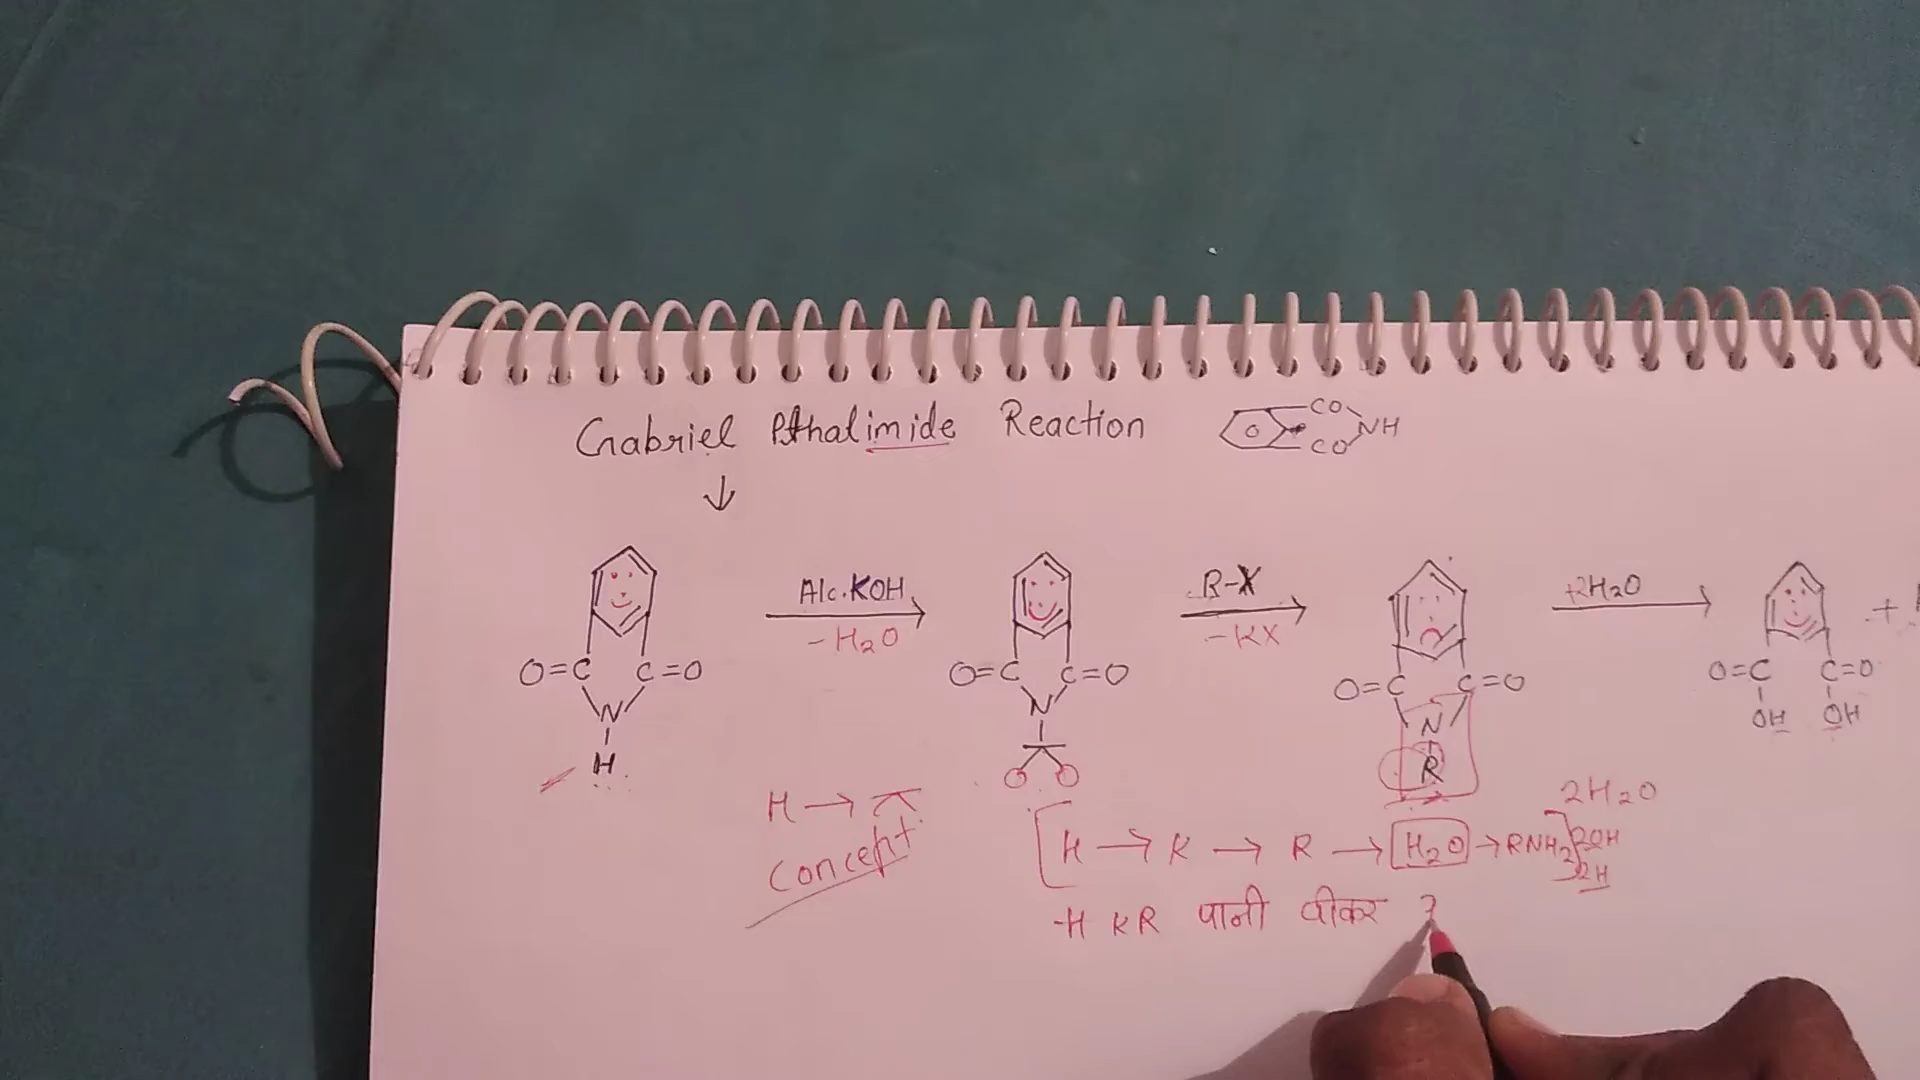 Gabriel Pthalimide Reaction
CO
CO
NH
↓
Alc.KOH
-H₂O
R-X
-KX
+2H₂O
+
O=C C=O
N
H
O=C C=O
N
O=C C=O
N
R
O=C C=O
OH OH
H →
Concept
2H₂O
[H → K → R → H₂O → RNH₂]
2OH
2H
-H KR पानी पीकर